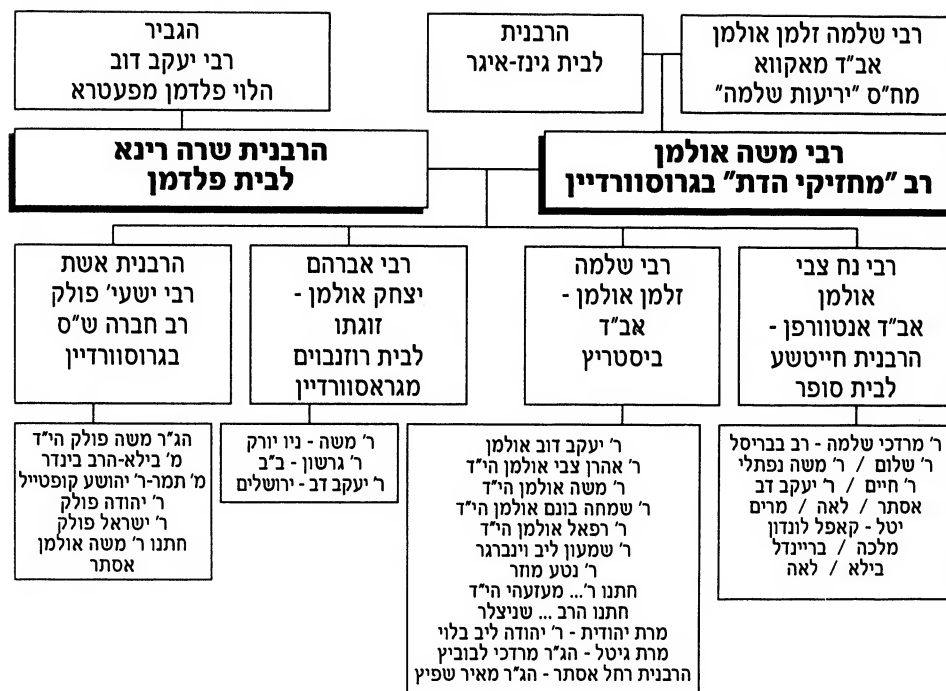 רבי שלמה זלמן אולמן
אב"ד מאקווא
מח"ס "יריעות שלמה"
הרבנית
לבית גינז-איגר
הגביר
רבי יעקב דוב
הלוי פלדמן מפעטרא
רבי משה אולמן
רב "מחזיקי הדת" בגרוסוורדיין
הרבנית שרה רינא
לבית פלדמן
רבי נח צבי
אולמן
אב"ד אנטוורפן -
הרבנית חייטשע
לבית סופר
רבי שלמה
זלמן אולמן -
אב"ד
ביסטריץ
רבי אברהם
יצחק אולמן -
זוגתו
לבית רוזנבוים
מגראסוורדיין
הרבנית אשת
רבי ישעי' פולק
רב חברה ש"ס
בגרוסוורדיין
ר' מרדכי שלמה - רב בבריסל
ר' שלום / ר' משה נפתלי
ר' חיים / ר' יעקב דב
אסתר / לאה / מרים
יטל - קאפל לונדון
מלכה / בריינדל
בילא / לאה
ר' יעקב דוב אולמן
ר' אהרן צבי אולמן הי"ד
ר' משה אולמן הי"ד
ר' שמחה בונם אולמן הי"ד
ר' רפאל אולמן הי"ד
ר' שמעון ליב וינברגר
ר' נטע מוזר
חתנו ר'... מעזעהי הי"ד
חתנו הרב ... שניצלר
מרת יהודית - ר' יהודה ליב בלוי
מרת גיטל - הג"ר מרדכי לבוביץ
הרבנית רחל אסתר - הג"ר מאיר שפיץ
ר' משה - ניו יורק
ר' גרשון - ב"ב
ר' יעקב דב - ירושלים
הג"ר משה פולק הי"ד
מ' בילא-הרב בינדר
מ' תמר-ר' יהושע קופטייל
ר' יהודה פולק
ר' ישראל פולק
חתנו ר' משה אולמן
אסתר